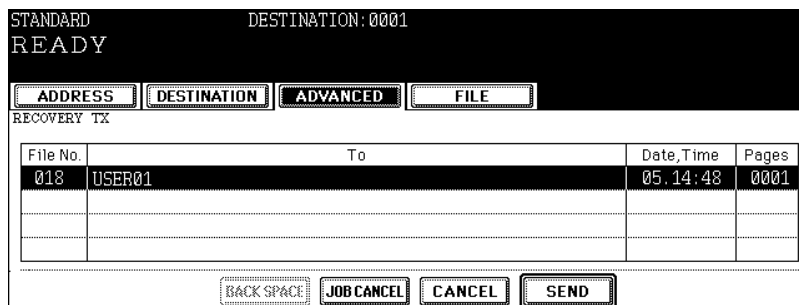 STANDARD DESTINATION:0001
READY
ADDRESS DESTINATION ADVANCED FILE
RECOVERY TX
File No. To Date,Time Pages
018 USER01 05.14:48 0001
BACK SPACE JOB CANCEL CANCEL SEND